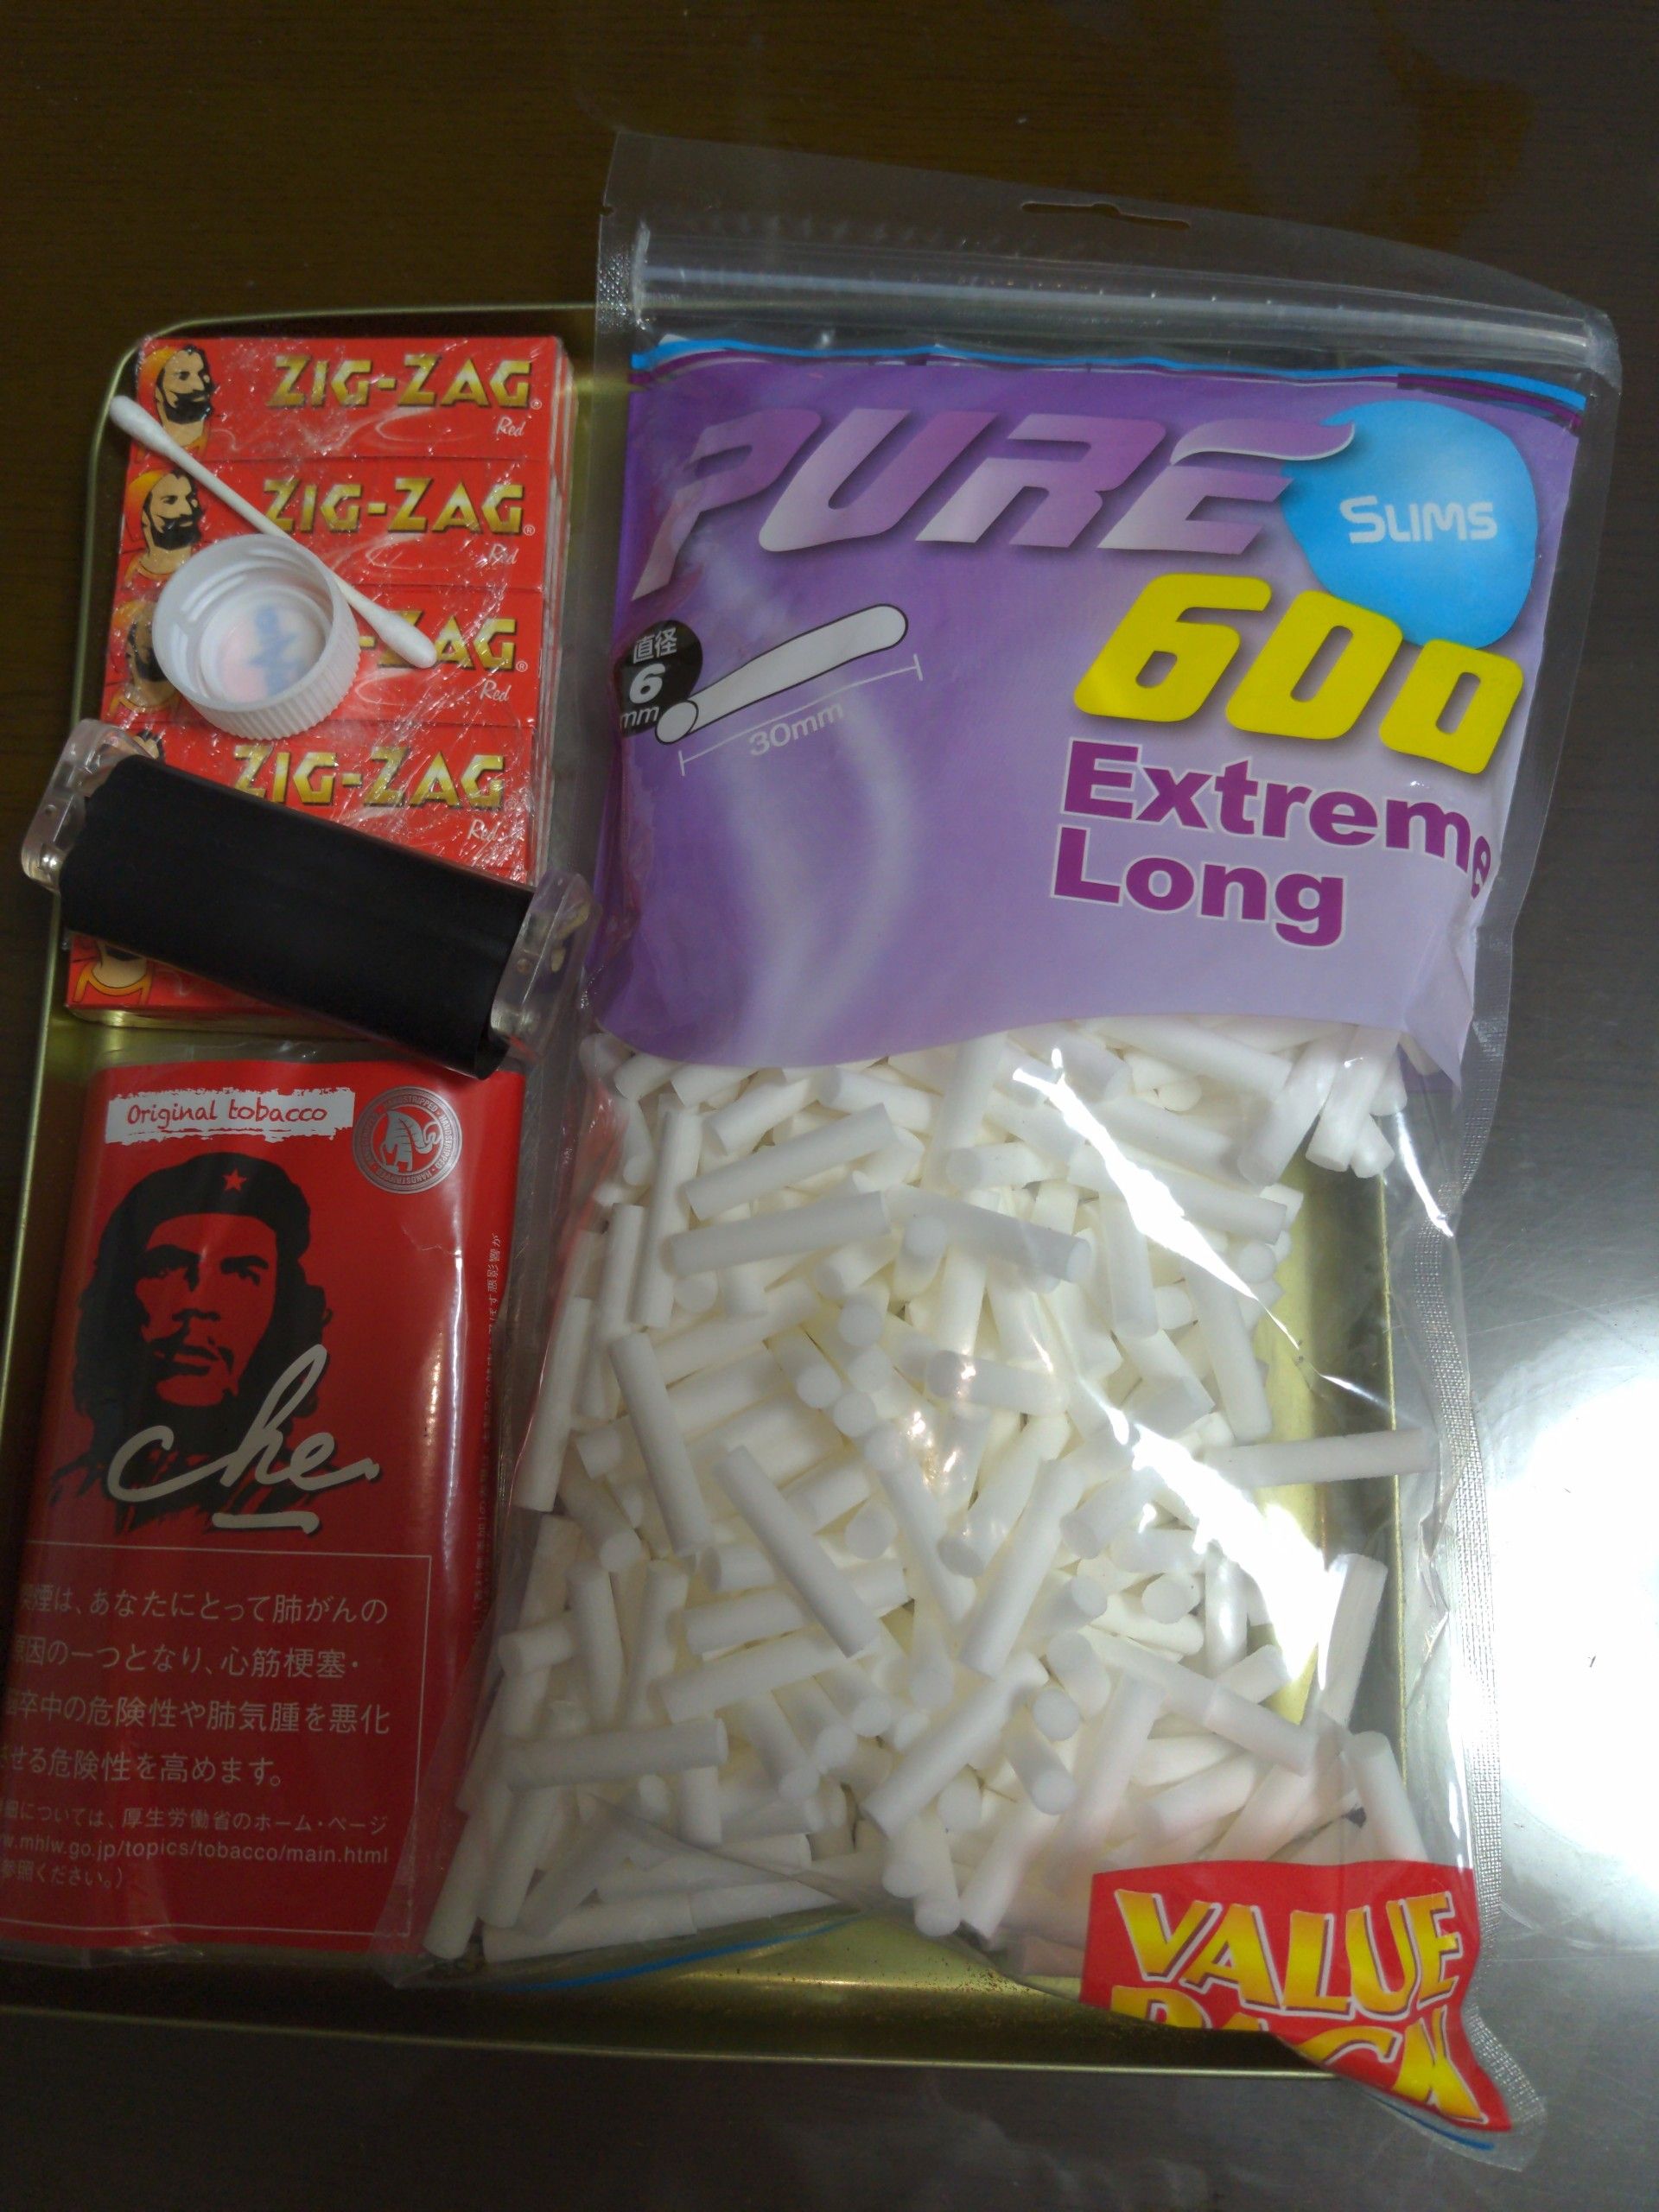 ZIG-ZAG
Red
ZIG-ZAG
Red
ZAG
Red
ZIG-ZAG
Red
PURE
SLIMS
600
Extreme
Long
直径
6
mm
30mm
Original tobacco
che
煙は、あなたにとって肺がんの
原因の一つとなり、心筋梗塞・
卒中の危険性や肺気腫を悪化
させる危険性を高めます。
細については、厚生労働省のホーム・ページ
w.mhlw.go.jp/topics/tobacco/main.html
参照ください。)
VALUE
PACK